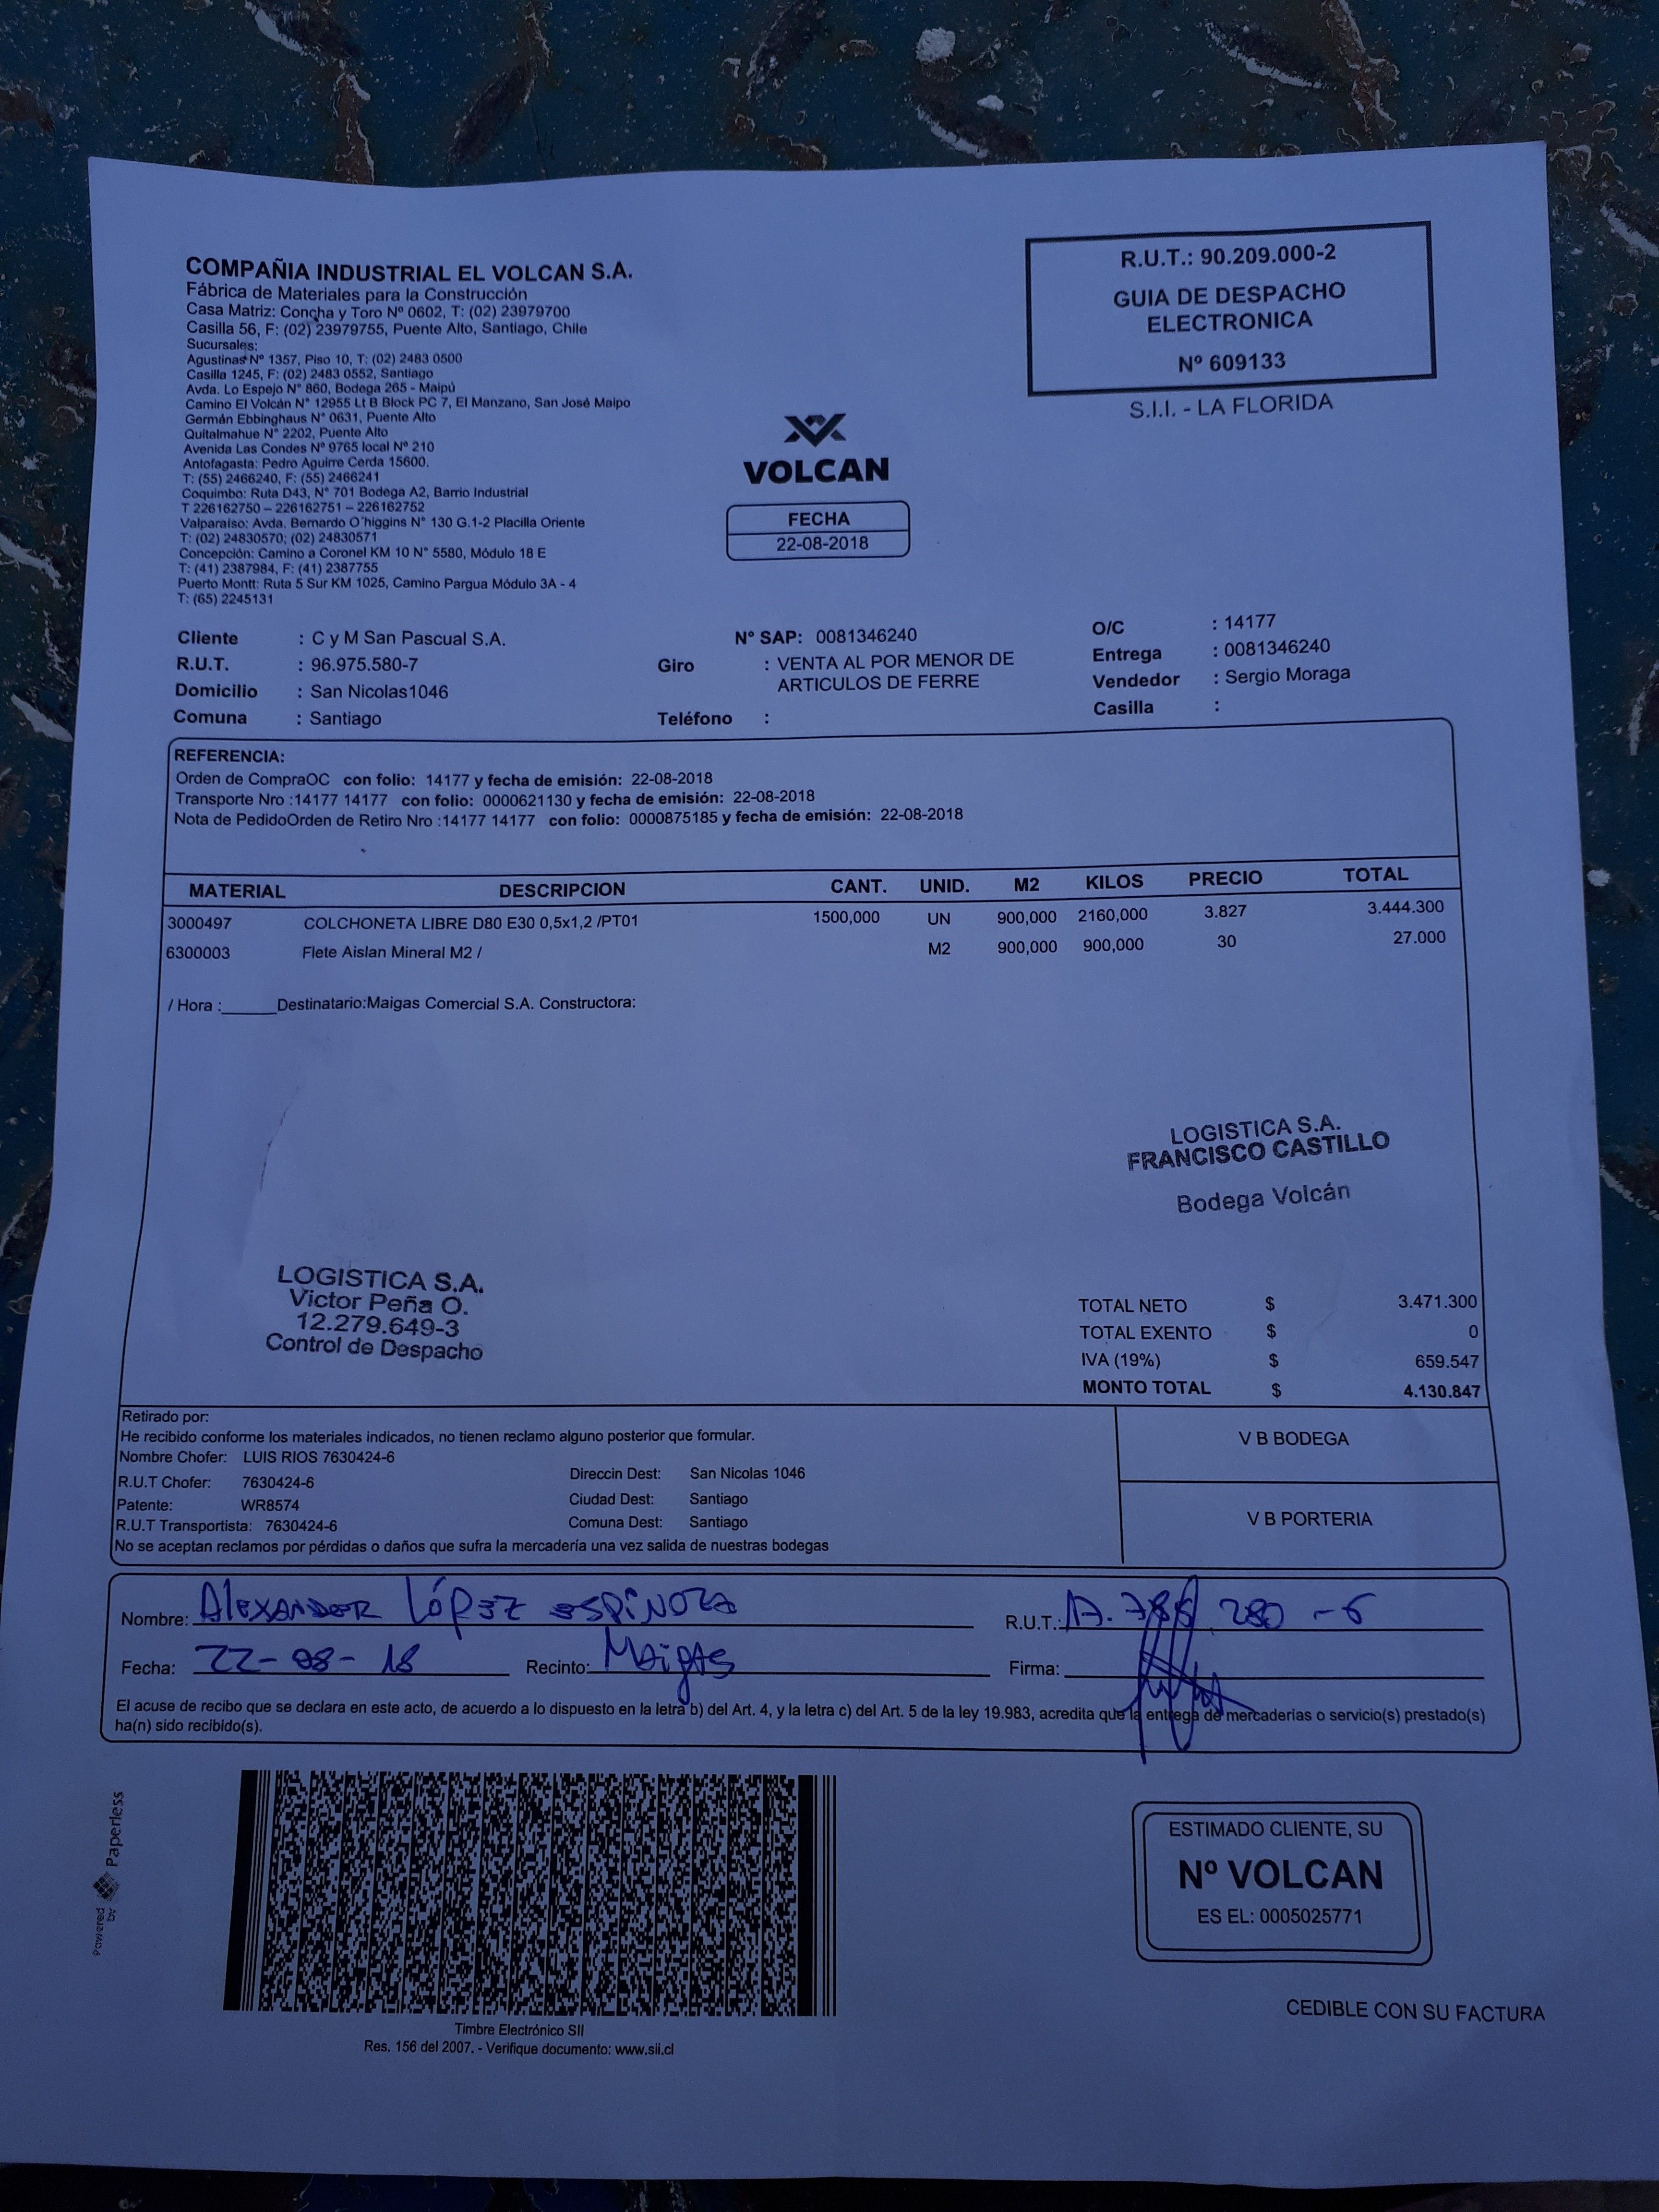 COMPAÑIA INDUSTRIAL EL VOLCAN S.A.
Fábrica de Materiales para la Construcción
Casa Matriz: Concha y Toro Nº 0602, T: (02) 23979700
Casilla 56, F: (02) 23979755, Puente Alto, Santiago, Chile
Sucursales:
Agustinas Nº 1357, Piso 10, T: (02) 2483 0500
Casilla 1245, F: (02) 2483 0552, Santiago
Avda. Lo Espejo N° 860, Bodega 265 - Maipú
Camino El Volcán N° 12955 Lt B Block PC 7, El Manzano, San José Maipo
Germán Ebbinghaus N° 0631, Puente Alto
Quitalmahue N° 2202, Puente Alto
Avenida Las Condes Nº 9765 local Nº 210
Antofagasta: Pedro Aguirre Cerda 15600.
T: (55) 2466240, F: (55) 2466241
Coquimbo: Ruta D43, N° 701 Bodega A2, Barrio Industrial
T 226162750 – 226162751 – 226162752
Valparaíso: Avda. Bernardo O'higgins N° 130 G.1-2 Placilla Oriente
T: (02) 24830570; (02) 24830571
Concepción: Camino a Coronel KM 10 N° 5580, Módulo 18 E
T: (41) 2387984, F: (41) 2387755
Puerto Montt: Ruta 5 Sur KM 1025, Camino Pargua Módulo 3A - 4
T: (65) 2245131
R.U.T.: 90.209.000-2
GUIA DE DESPACHO
ELECTRONICA
Nº 609133
S.I.I. - LA FLORIDA
VOLCAN
FECHA
22-08-2018
Cliente : C y M San Pascual S.A.
R.U.T. : 96.975.580-7
Domicilio : San Nicolas1046
Comuna : Santiago
Nº SAP: 0081346240
Giro : VENTA AL POR MENOR DE
ARTICULOS DE FERRE
Teléfono :
O/C : 14177
Entrega : 0081346240
Vendedor : Sergio Moraga
Casilla :
REFERENCIA:
Orden de CompraOC con folio: 14177 y fecha de emisión: 22-08-2018
Transporte Nro :14177 14177 con folio: 0000621130 y fecha de emisión: 22-08-2018
Nota de PedidoOrden de Retiro Nro :14177 14177 con folio: 0000875185 y fecha de emisión: 22-08-2018
MATERIAL DESCRIPCION CANT. UNID. M2 KILOS PRECIO TOTAL
3000497 COLCHONETA LIBRE D80 E30 0,5x1,2 /PT01 1500,000 UN 900,000 2160,000 3.827 3.444.300
6300003 Flete Aislan Mineral M2 / M2 900,000 900,000 30 27.000
/ Hora :______Destinatario:Maigas Comercial S.A. Constructora:
LOGISTICA S.A.
FRANCISCO CASTILLO
Bodega Volcán
LOGISTICA S.A.
Victor Peña O.
12.279.649-3
Control de Despacho
TOTAL NETO $ 3.471.300
TOTAL EXENTO $ 0
IVA (19%) $ 659.547
MONTO TOTAL $ 4.130.847
Retirado por:
He recibido conforme los materiales indicados, no tienen reclamo alguno posterior que formular.
Nombre Chofer: LUIS RIOS 7630424-6
R.U.T Chofer: 7630424-6
Patente: WR8574
R.U.T Transportista: 7630424-6
Direccin Dest: San Nicolas 1046
Ciudad Dest: Santiago
Comuna Dest: Santiago
No se aceptan reclamos por pérdidas o daños que sufra la mercadería una vez salida de nuestras bodegas
V B BODEGA
V B PORTERIA
Nombre: Alexander López Espinoza
R.U.T.:
Fecha: 22-08-18 Recinto: Maigas
Firma:
El acuse de recibo que se declara en este acto, de acuerdo a lo dispuesto en la letra b) del Art. 4, y la letra c) del Art. 5 de la ley 19.983, acredita que la entrega de mercaderías o servicio(s) prestado(s)
ha(n) sido recibido(s).
Powered by Paperless
Timbre Electrónico SII
Res. 156 del 2007. - Verifique documento: www.sii.cl
ESTIMADO CLIENTE, SU
Nº VOLCAN
ES EL: 0005025771
CEDIBLE CON SU FACTURA